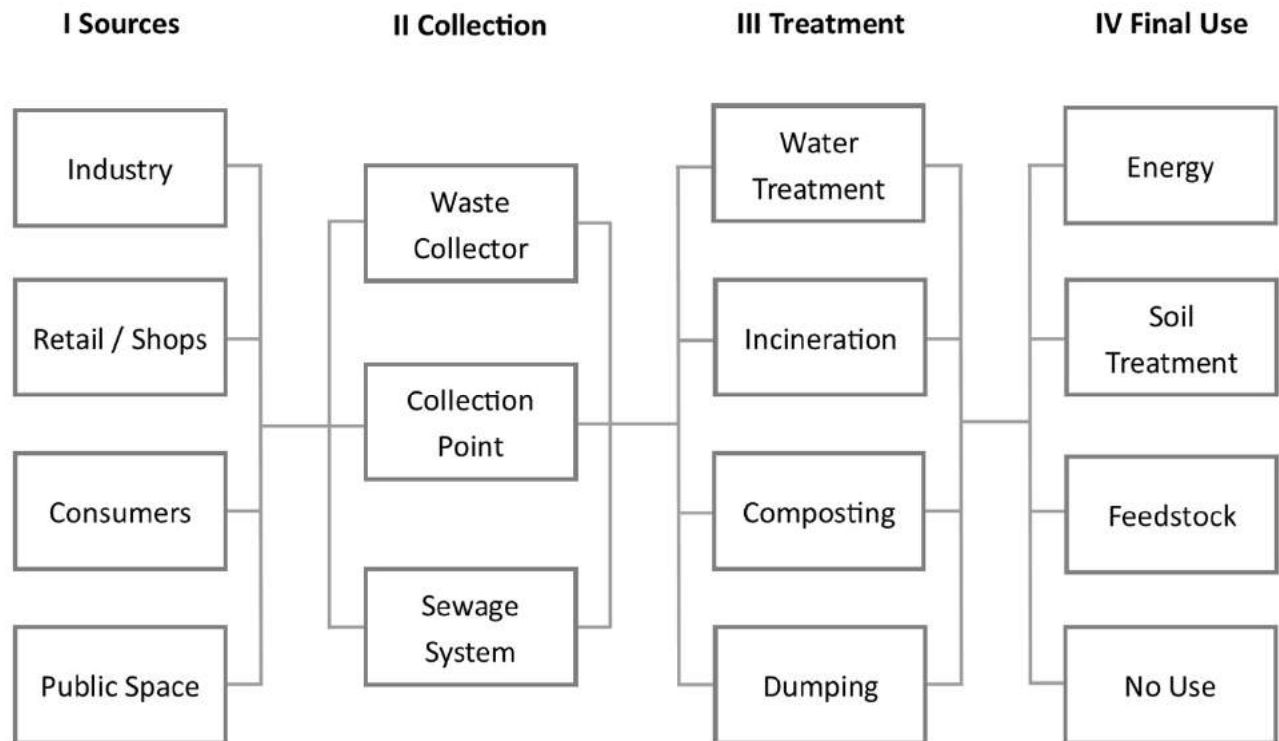 I Sources
II Collection
III Treatment
IV Final Use
Industry
Retail / Shops
Consumers
Public Space
Waste
Collector
Collection
Point
Sewage
System
Water
Treatment
Incineration
Composting
Dumping
Energy
Soil
Treatment
Feedstock
No Use